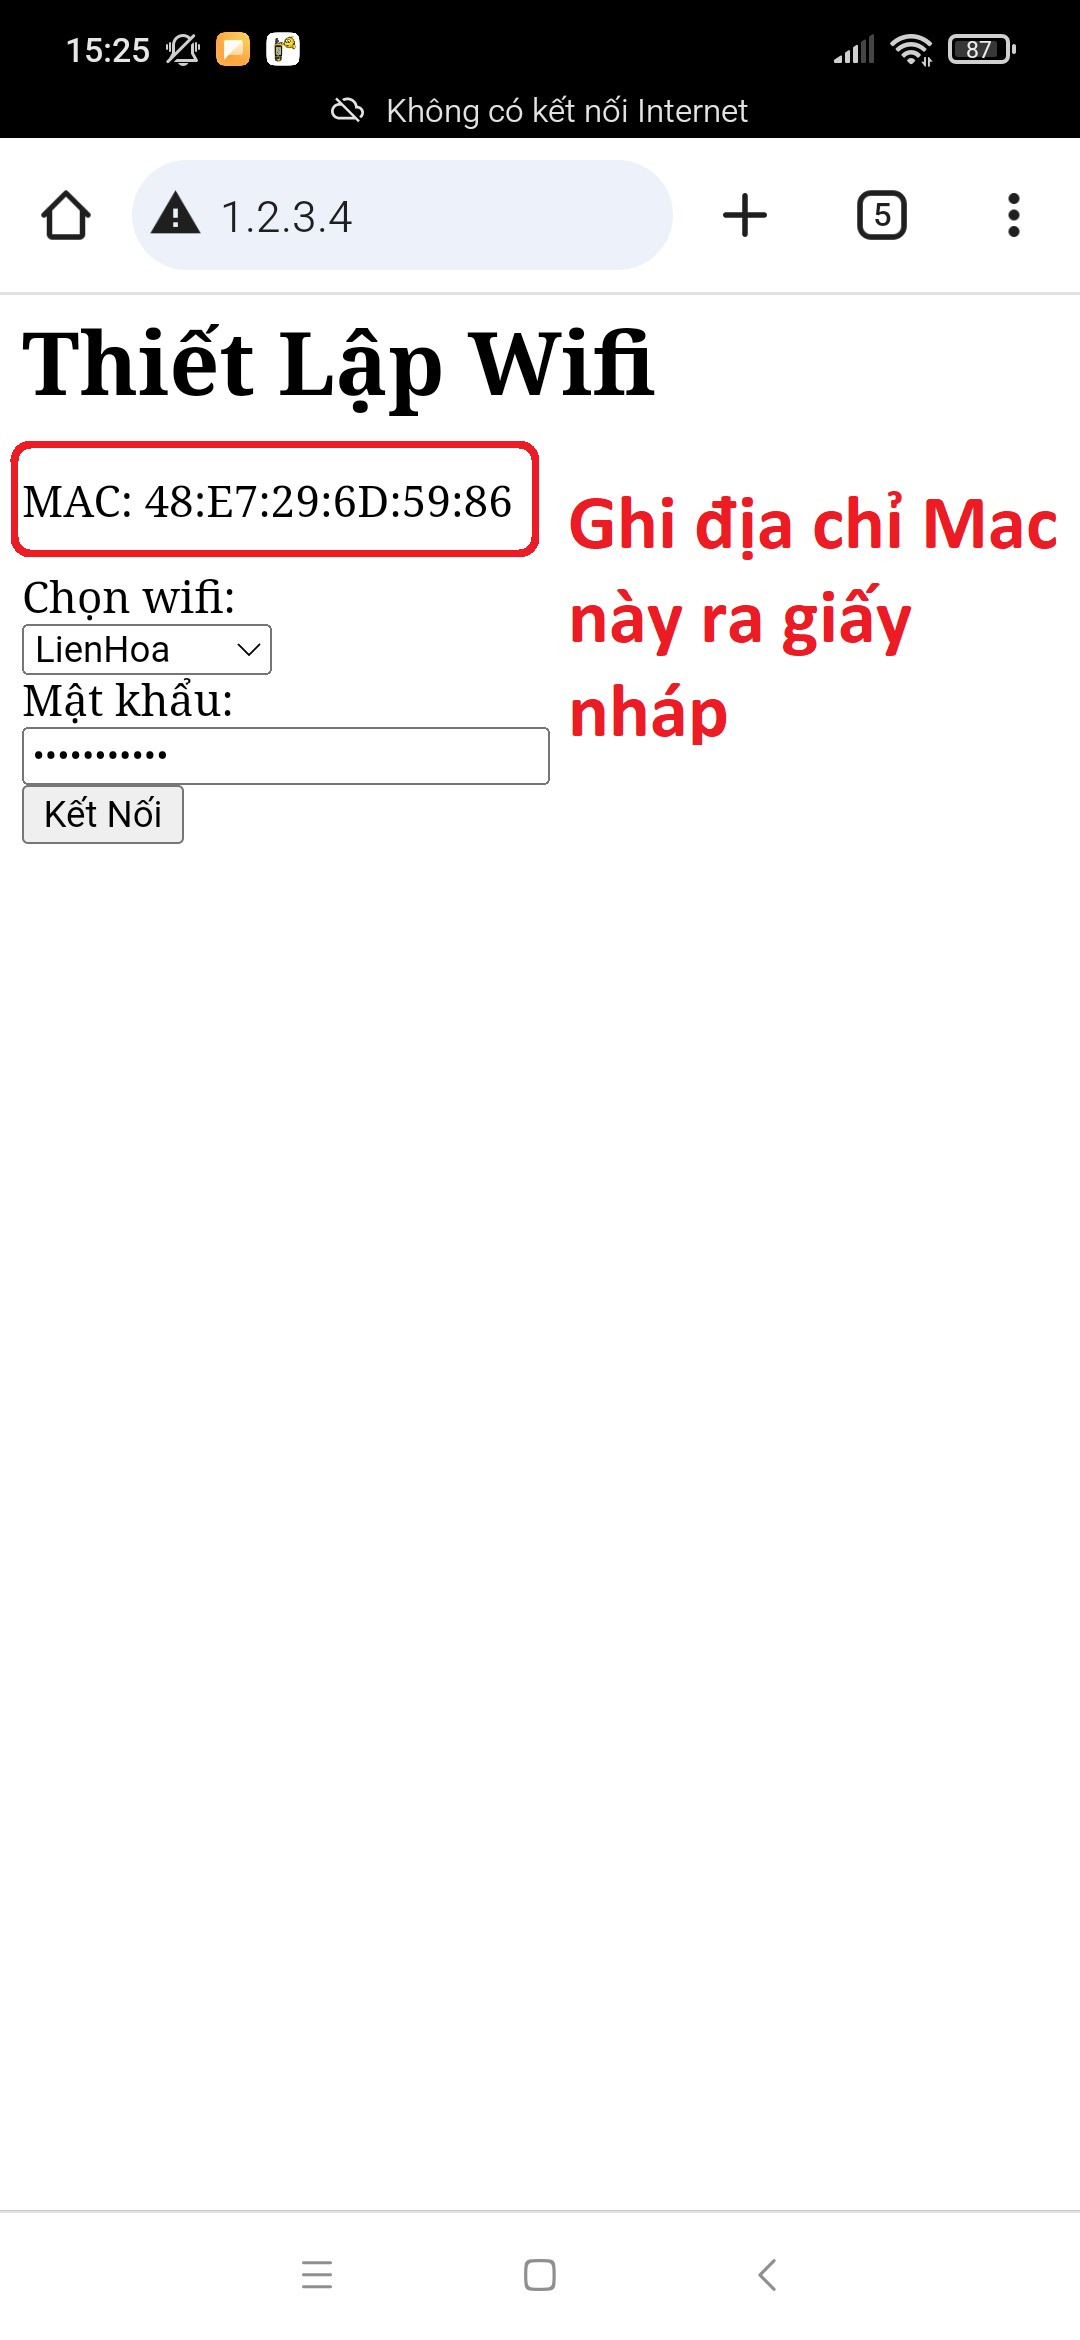 15:25
87
Không có kết nối Internet
1.2.3.4
5
Thiết Lập Wifi
MAC: 48:E7:29:6D:59:86
Ghi địa chỉ Mac
này ra giấy
nháp
Chọn wifi:
LienHoa
Mật khẩu:
•••••••••••
Kết Nối